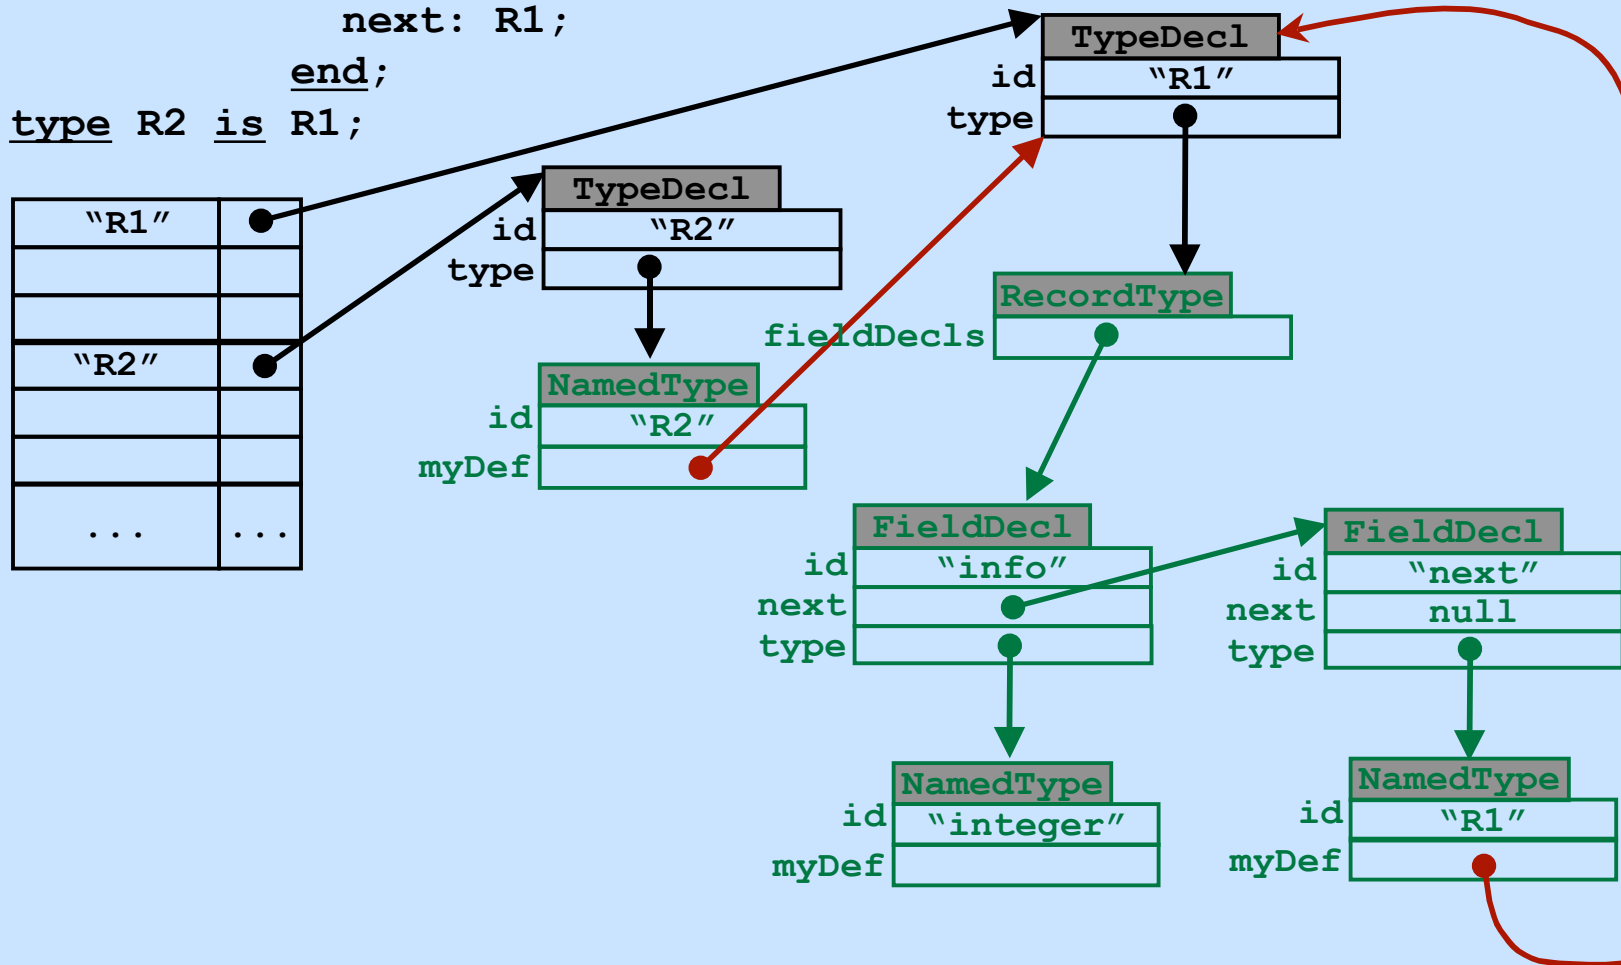 next: R1;
end;
type R2 is R1;
“R1”
“R2”
... ...
TypeDecl
id “R2”
type
NamedType
id “R2”
myDef
TypeDecl
id “R1”
type
RecordType
fieldDecls
FieldDecl
id “info”
next
type
FieldDecl
id “next”
next null
type
NamedType
id “integer”
myDef
NamedType
id “R1”
myDef